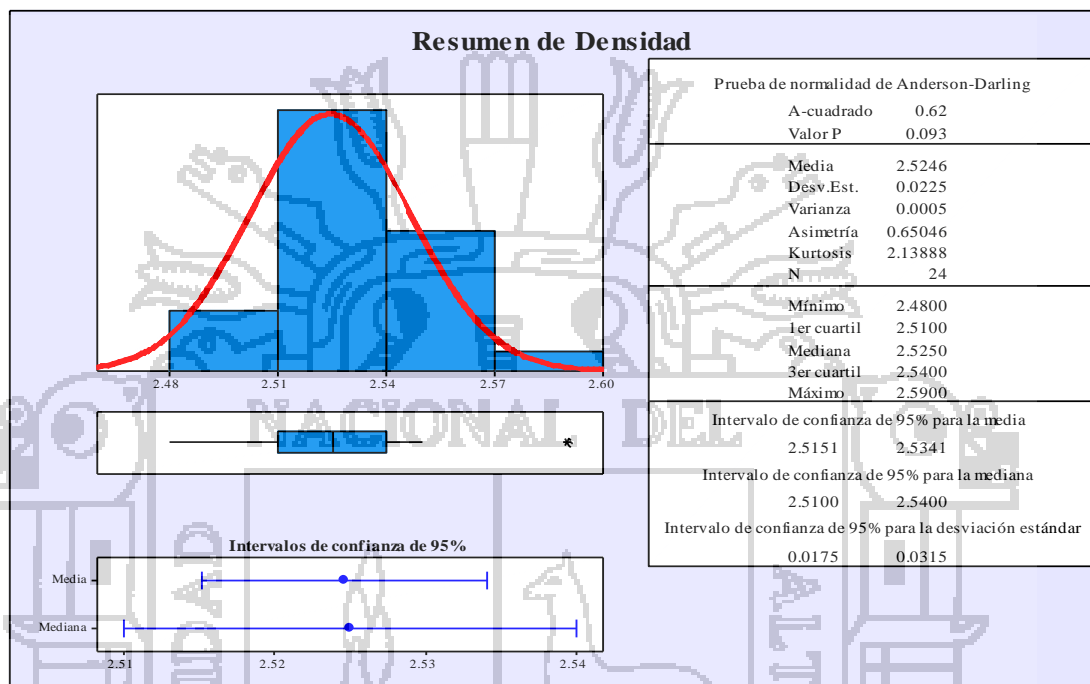 Resumen de Densidad
2.48 2.51 2.54 2.57 2.60
Intervalos de confianza de 95%
Media
Mediana
2.51 2.52 2.53 2.54
Prueba de normalidad de Anderson-Darling
A-cuadrado 0.62
Valor P 0.093
Media 2.5246
Desv.Est. 0.0225
Varianza 0.0005
Asimetría 0.65046
Kurtosis 2.13888
N 24
Mínimo 2.4800
1er cuartil 2.5100
Mediana 2.5250
3er cuartil 2.5400
Máximo 2.5900
Intervalo de confianza de 95% para la media
2.5151 2.5341
Intervalo de confianza de 95% para la mediana
2.5100 2.5400
Intervalo de confianza de 95% para la desviación estándar
0.0175 0.0315
NACIONAL DEL